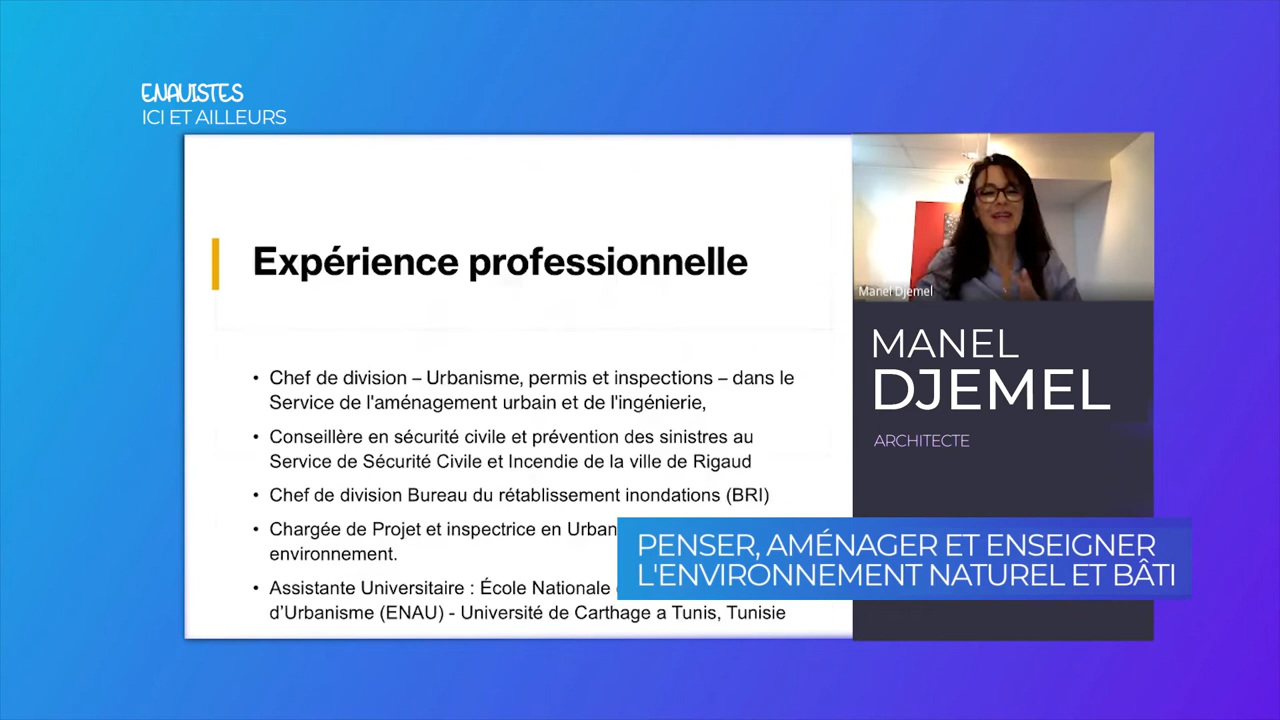 ENAUISTES
ICI ET AILLEURS
Expérience professionnelle
• Chef de division – Urbanisme, permis et inspections – dans le
Service de l'aménagement urbain et de l'ingénierie,
• Conseillère en sécurité civile et prévention des sinistres au
Service de Sécurité Civile et Incendie de la ville de Rigaud
• Chef de division Bureau du rétablissement inondations (BRI)
• Chargée de Projet et inspectrice en Urban
environnement.
• Assistante Universitaire : École Nationale
d'Urbanisme (ENAU) - Université de Carthage a Tunis, Tunisie
Manel Djemel
MANEL
DJEMEL
ARCHITECTE
PENSER, AMÉNAGER ET ENSEIGNER
L'ENVIRONNEMENT NATUREL ET BÂTI